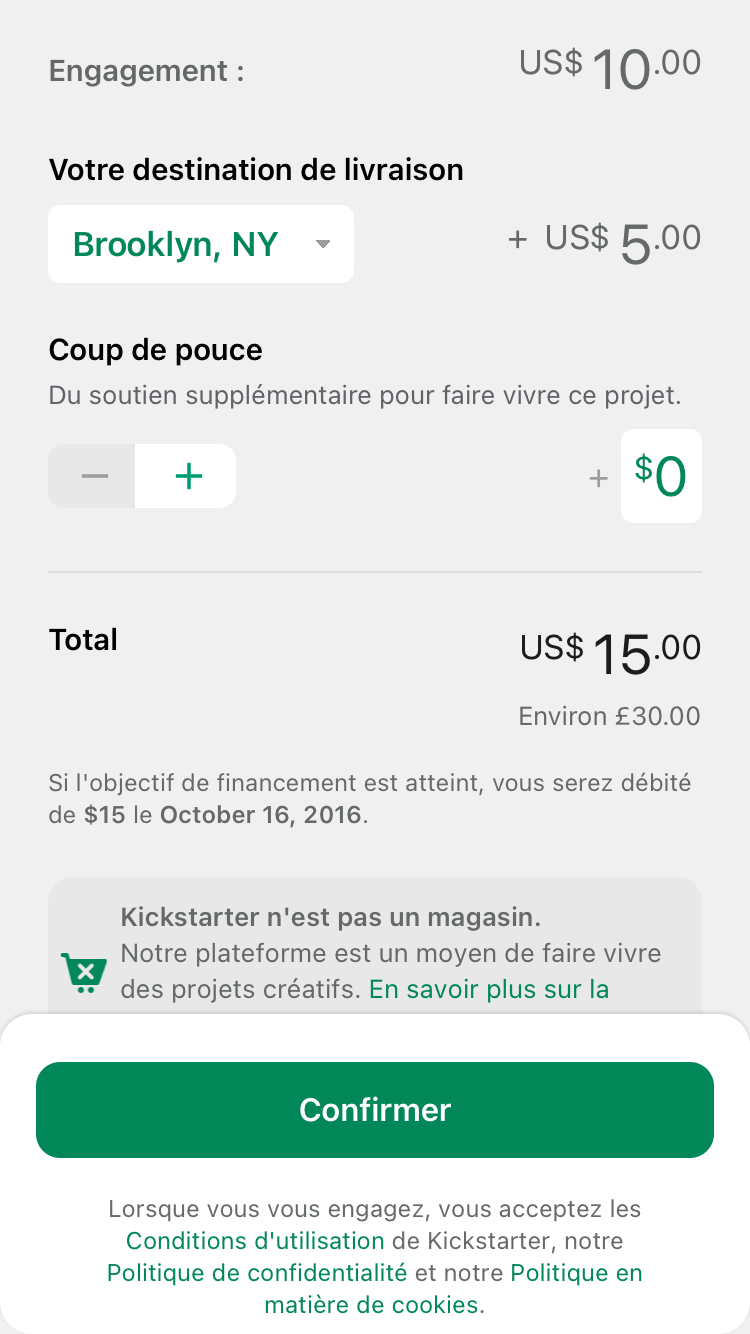 Engagement :
US$ 10.00
Votre destination de livraison
Brooklyn, NY
+ US$ 5.00
Coup de pouce
Du soutien supplémentaire pour faire vivre ce projet.
− +
+ $0
Total
US$ 15.00
Environ £30.00
Si l'objectif de financement est atteint, vous serez débité
de $15 le October 16, 2016.
Kickstarter n'est pas un magasin.
Notre plateforme est un moyen de faire vivre
des projets créatifs. En savoir plus sur la
Confirmer
Lorsque vous vous engagez, vous acceptez les
Conditions d'utilisation de Kickstarter, notre
Politique de confidentialité et notre Politique en
matière de cookies.